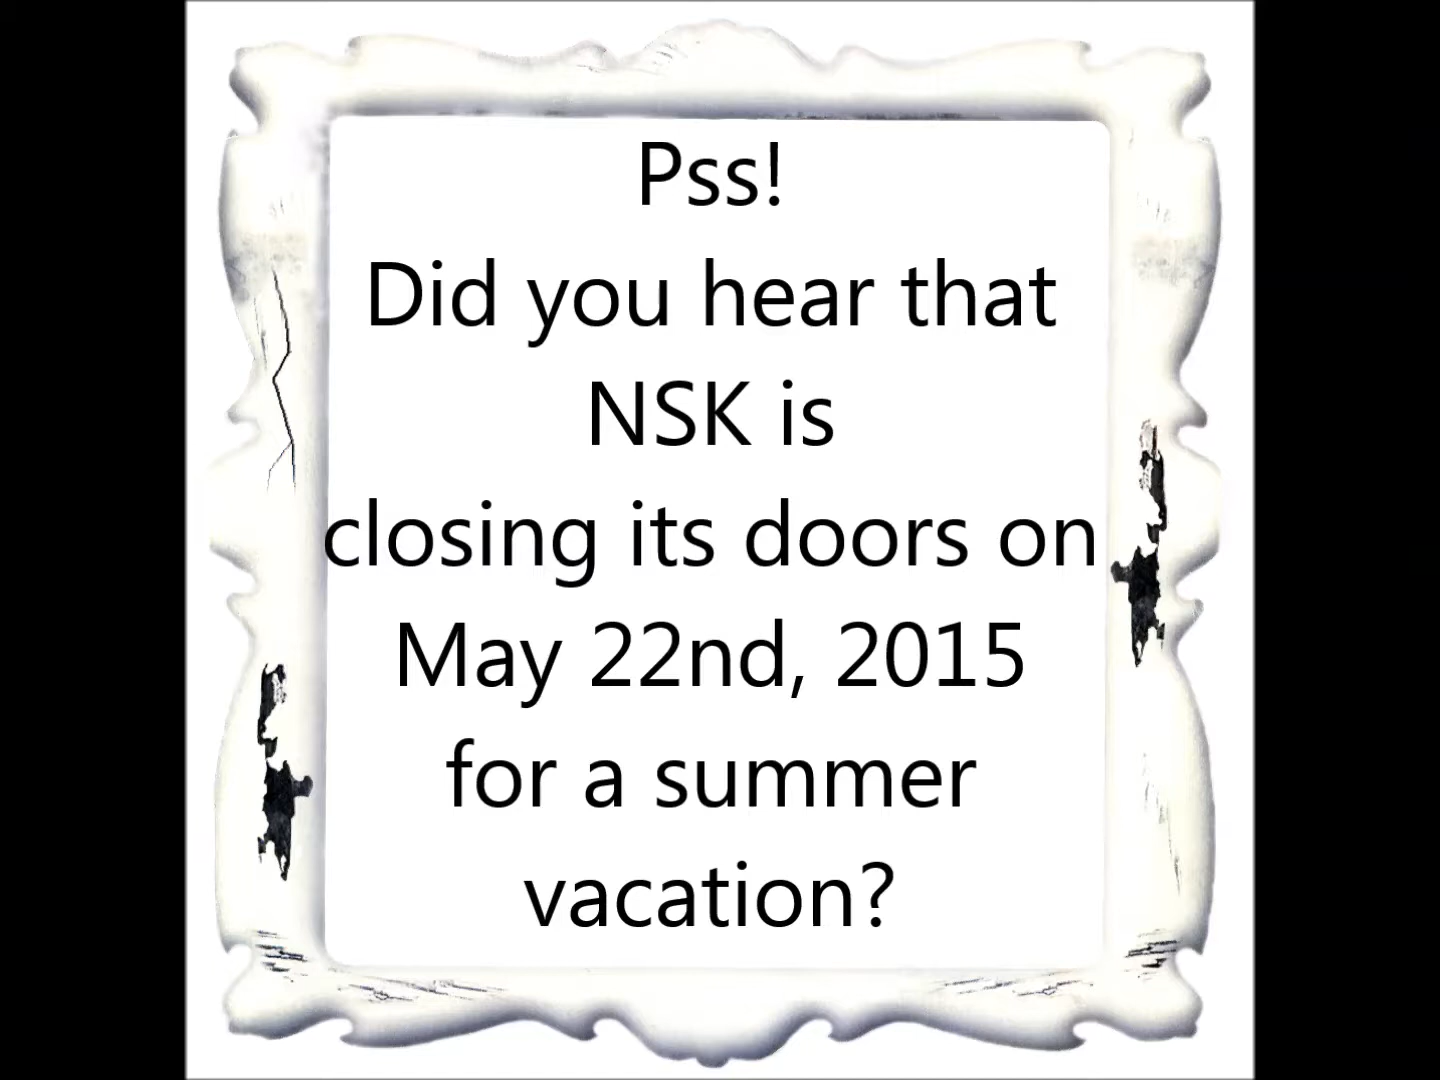 Pss!
Did you hear that
NSK is
closing its doors on
May 22nd, 2015
for a summer
vacation?